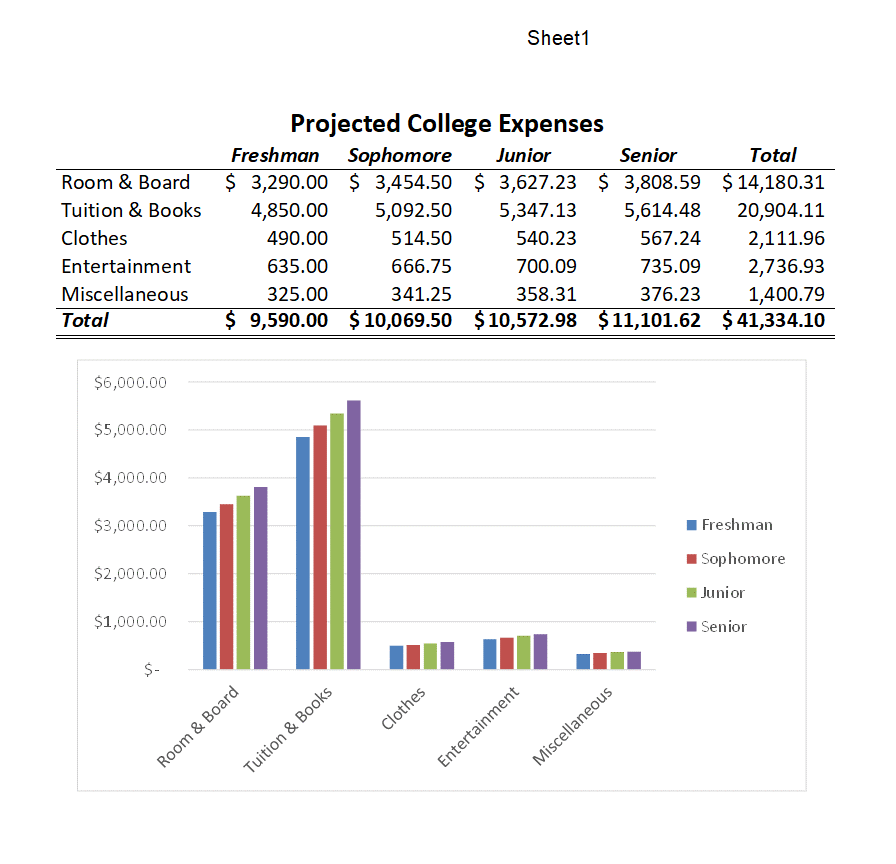 Sheet1
Projected College Expenses
Freshman Sophomore Junior Senior Total
Room & Board $ 3,290.00 $ 3,454.50 $ 3,627.23 $ 3,808.59 $ 14,180.31
Tuition & Books 4,850.00 5,092.50 5,347.13 5,614.48 20,904.11
Clothes 490.00 514.50 540.23 567.24 2,111.96
Entertainment 635.00 666.75 700.09 735.09 2,736.93
Miscellaneous 325.00 341.25 358.31 376.23 1,400.79
Total $ 9,590.00 $ 10,069.50 $ 10,572.98 $ 11,101.62 $ 41,334.10
$6,000.00
$5,000.00
$4,000.00
$3,000.00
$2,000.00
$1,000.00
$-
Room & Board
Tuition & Books
Clothes
Entertainment
Miscellaneous
Freshman
Sophomore
Junior
Senior